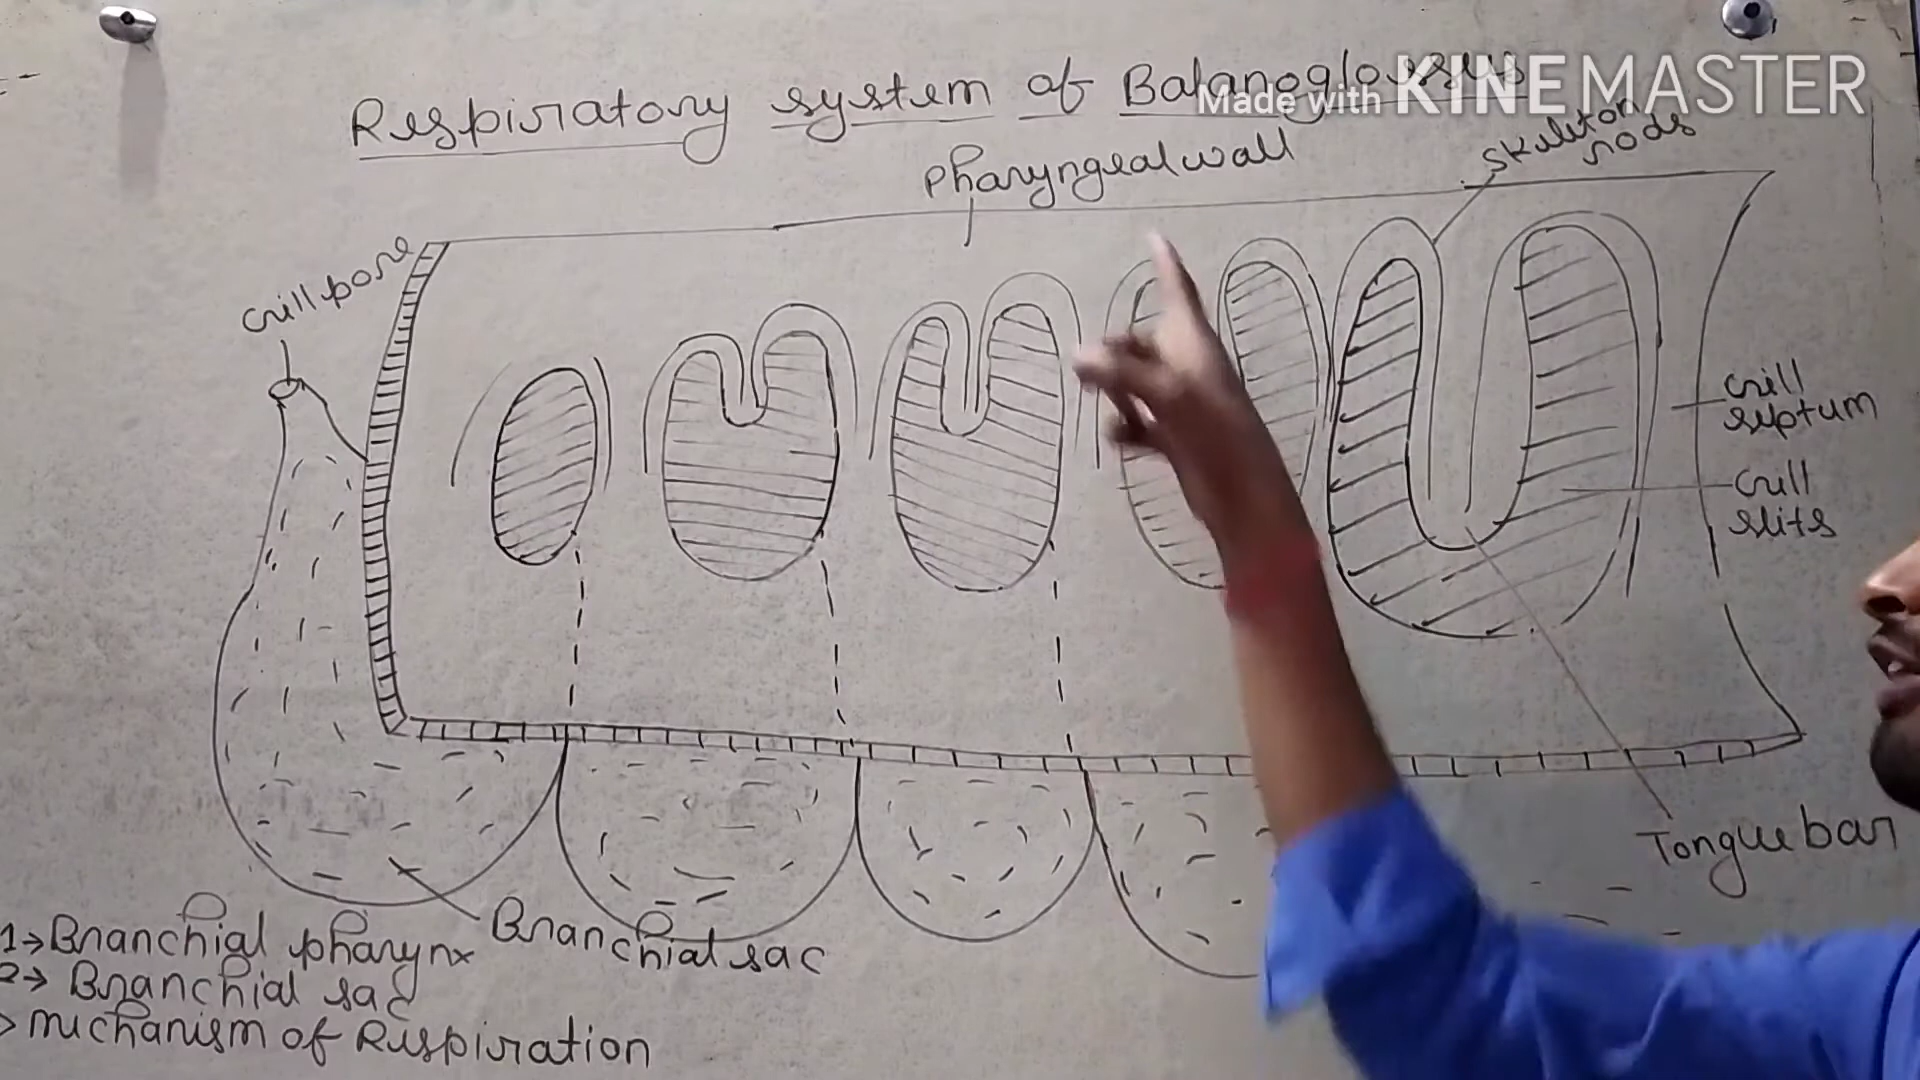 Respiratory system of Balanoglossus
Made with KINEMASTER
Pharyngeal wall
Skeleton
rods
Gill pore
Gill
septum
Gill
slits
Tongue bar
Branchial sac
1→Branchial pharynx
2→ Branchial sac
mechanism of Respiration